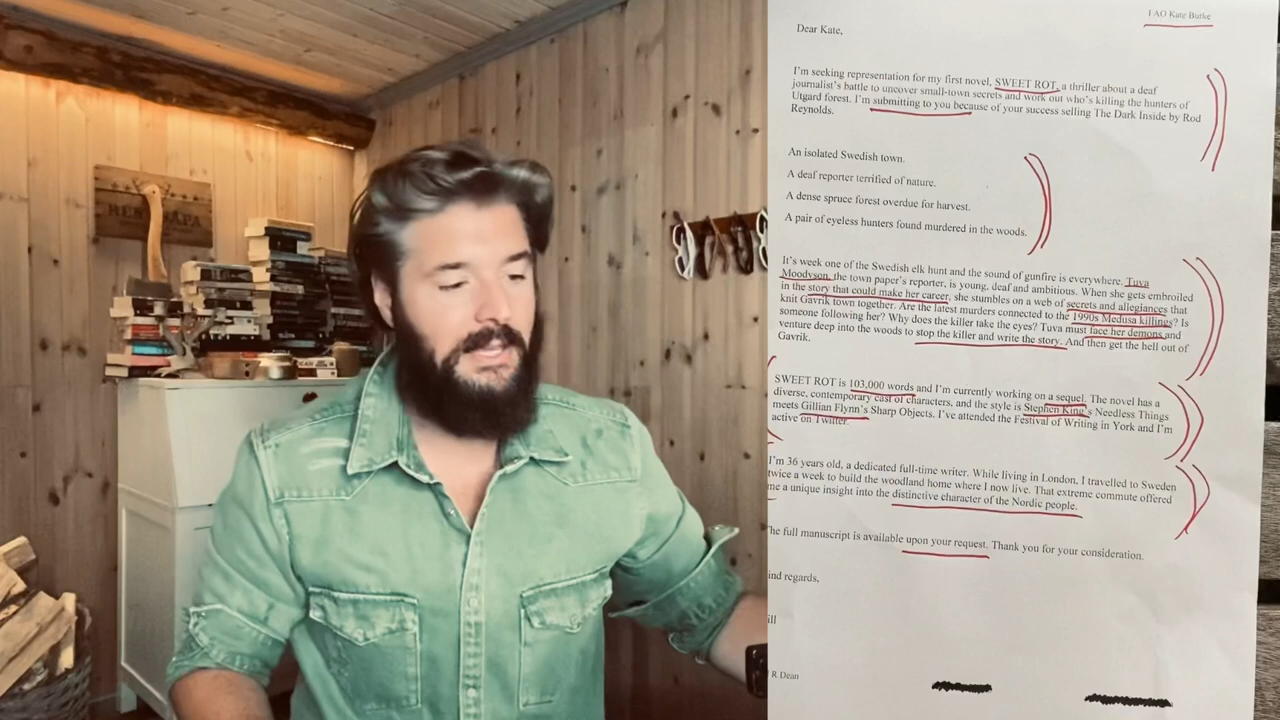 FAO Kate Burke
Dear Kate,
I'm seeking representation for my first novel, SWEET ROT, a thriller about a deaf
journalist's battle to uncover small-town secrets and work out who's killing the hunters of
Utgard forest. I'm submitting to you because of your success selling The Dark Inside by Rod
Reynolds.
An isolated Swedish town.
A deaf reporter terrified of nature.
A dense spruce forest overdue for harvest.
A pair of eyeless hunters found murdered in the woods.
It's week one of the Swedish elk hunt and the sound of gunfire is everywhere. Tuva
Moodyson, the town paper's reporter, is young, deaf and ambitious. When she gets embroiled
in the story that could make her career, she stumbles on a web of secrets and allegiances that
knit Gavrik town together. Are the latest murders connected to the 1990s Medusa killings? Is
someone following her? Why does the killer take the eyes? Tuva must face her demons and
venture deep into the woods to stop the killer and write the story. And then get the hell out of
Gavrik.
SWEET ROT is 103,000 words and I'm currently working on a sequel. The novel has a
diverse, contemporary cast of characters, and the style is Stephen King's Needless Things
meets Gillian Flynn's Sharp Objects. I've attended the Festival of Writing in York and I'm
active on Twitter.
I'm 36 years old, a dedicated full-time writer. While living in London, I travelled to Sweden
twice a week to build the woodland home where I now live. That extreme commute offered
me a unique insight into the distinctive character of the Nordic people.
he full manuscript is available upon your request. Thank you for your consideration.
ind regards,
ill
R Dean